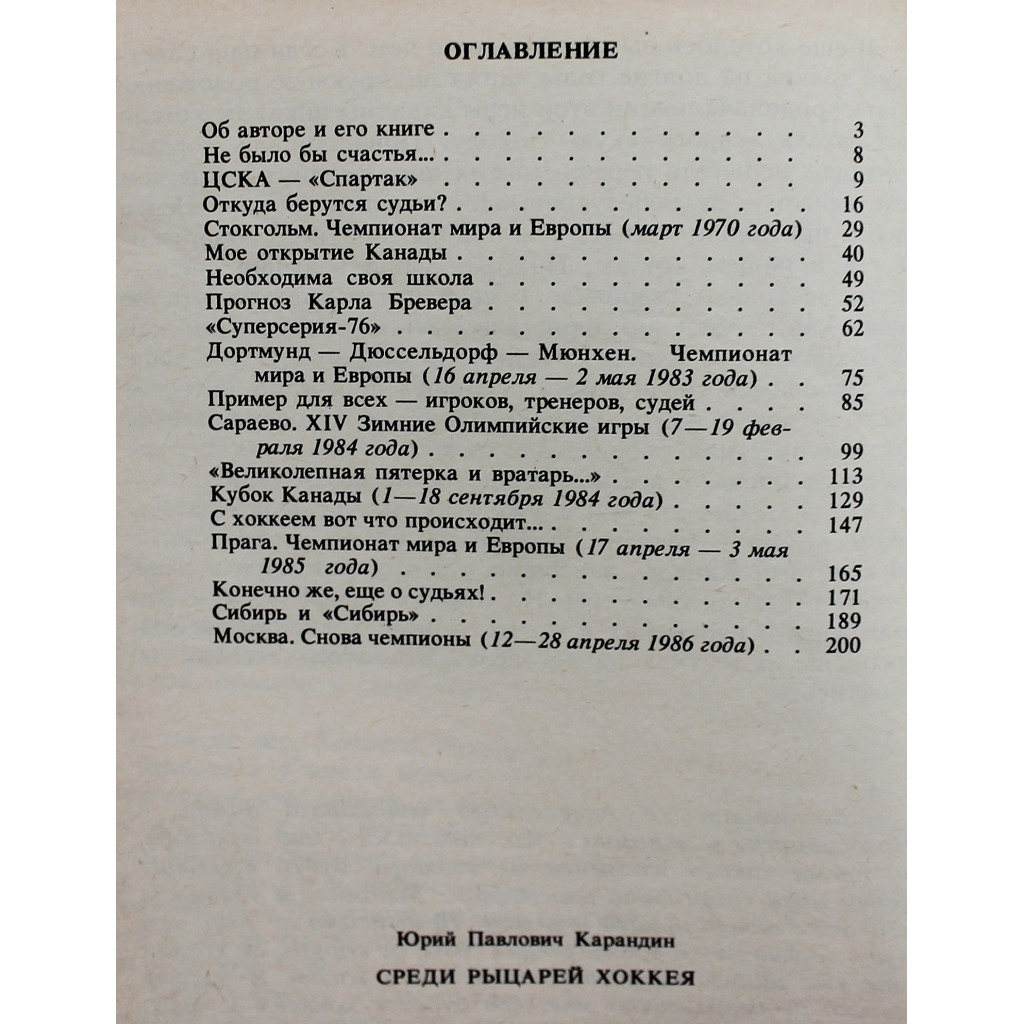 ОГЛАВЛЕНИЕ
Об авторе и его книге . . . . . . . . . . . . 3
Не было бы счастья... . . . . . . . . . . . . 8
ЦСКА — «Спартак» . . . . . . . . . . . . 9
Откуда берутся судьи? . . . . . . . . . . . . 16
Стокгольм. Чемпионат мира и Европы (март 1970 года) 29
Мое открытие Канады . . . . . . . . . . . . 40
Необходима своя школа . . . . . . . . . . . 49
Прогноз Карла Бревера . . . . . . . . . . . 52
«Суперсерия-76» . . . . . . . . . . . . . . 62
Дортмунд — Дюссельдорф — Мюнхен. Чемпионат
мира и Европы (16 апреля — 2 мая 1983 года) . . 75
Пример для всех — игроков, тренеров, судей . . . . 85
Сараево. XIV Зимние Олимпийские игры (7—19 фев-
раля 1984 года) . . . . . . . . . . . . . 99
«Великолепная пятерка и вратарь...» . . . . . . . 113
Кубок Канады (1—18 сентября 1984 года) . . . . . 129
С хоккеем вот что происходит... . . . . . . . . . 147
Прага. Чемпионат мира и Европы (17 апреля — 3 мая
1985 года) . . . . . . . . . . . . . . 165
Конечно же, еще о судьях! . . . . . . . . . . . 171
Сибирь и «Сибирь» . . . . . . . . . . . . . 189
Москва. Снова чемпионы (12—28 апреля 1986 года) . . 200
Юрий Павлович Карандин
СРЕДИ РЫЦАРЕЙ ХОККЕЯ